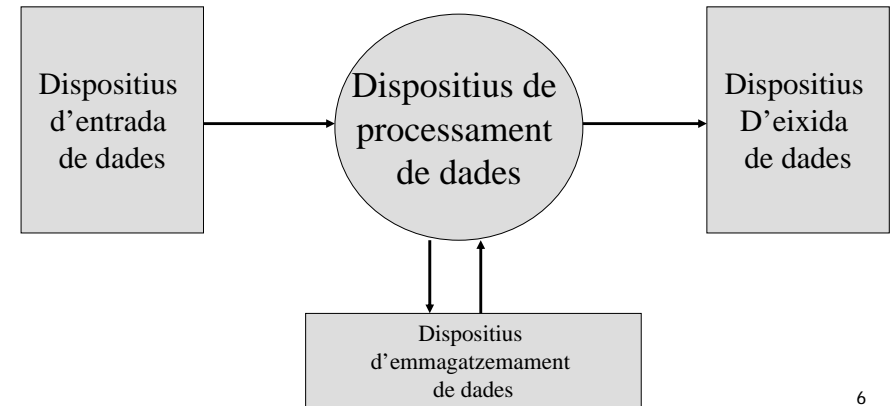 Dispositius
d’entrada
de dades
Dispositius de
processament
de dades
Dispositius
D’eixida
de dades
Dispositius
d’emmagatzemament
de dades
6